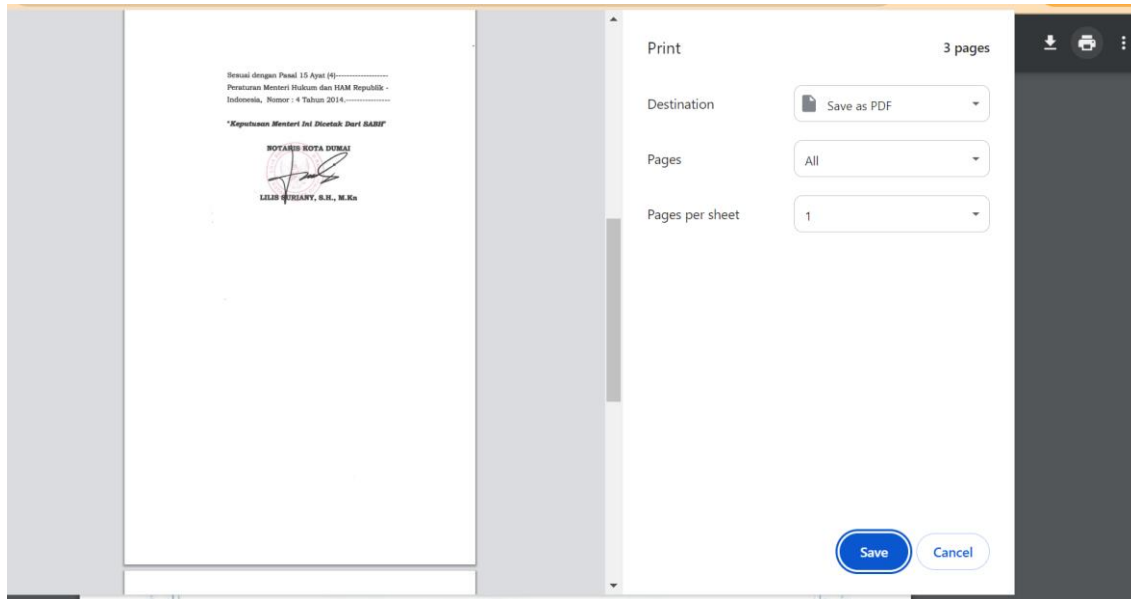 Sesuai dengan Pasal 15 Ayat (4)-------------------
Peraturan Menteri Hukum dan HAM Republik -
Indonesia, Nomor : 4 Tahun 2014.----------------
"Keputusan Menteri Ini Dicetak Dari SABH"
NOTARIS KOTA DUMAI
LILIS SURIANY, S.H., M.Kn
Print
3 pages
Destination
Save as PDF
Pages
All
Pages per sheet
1
Save
Cancel